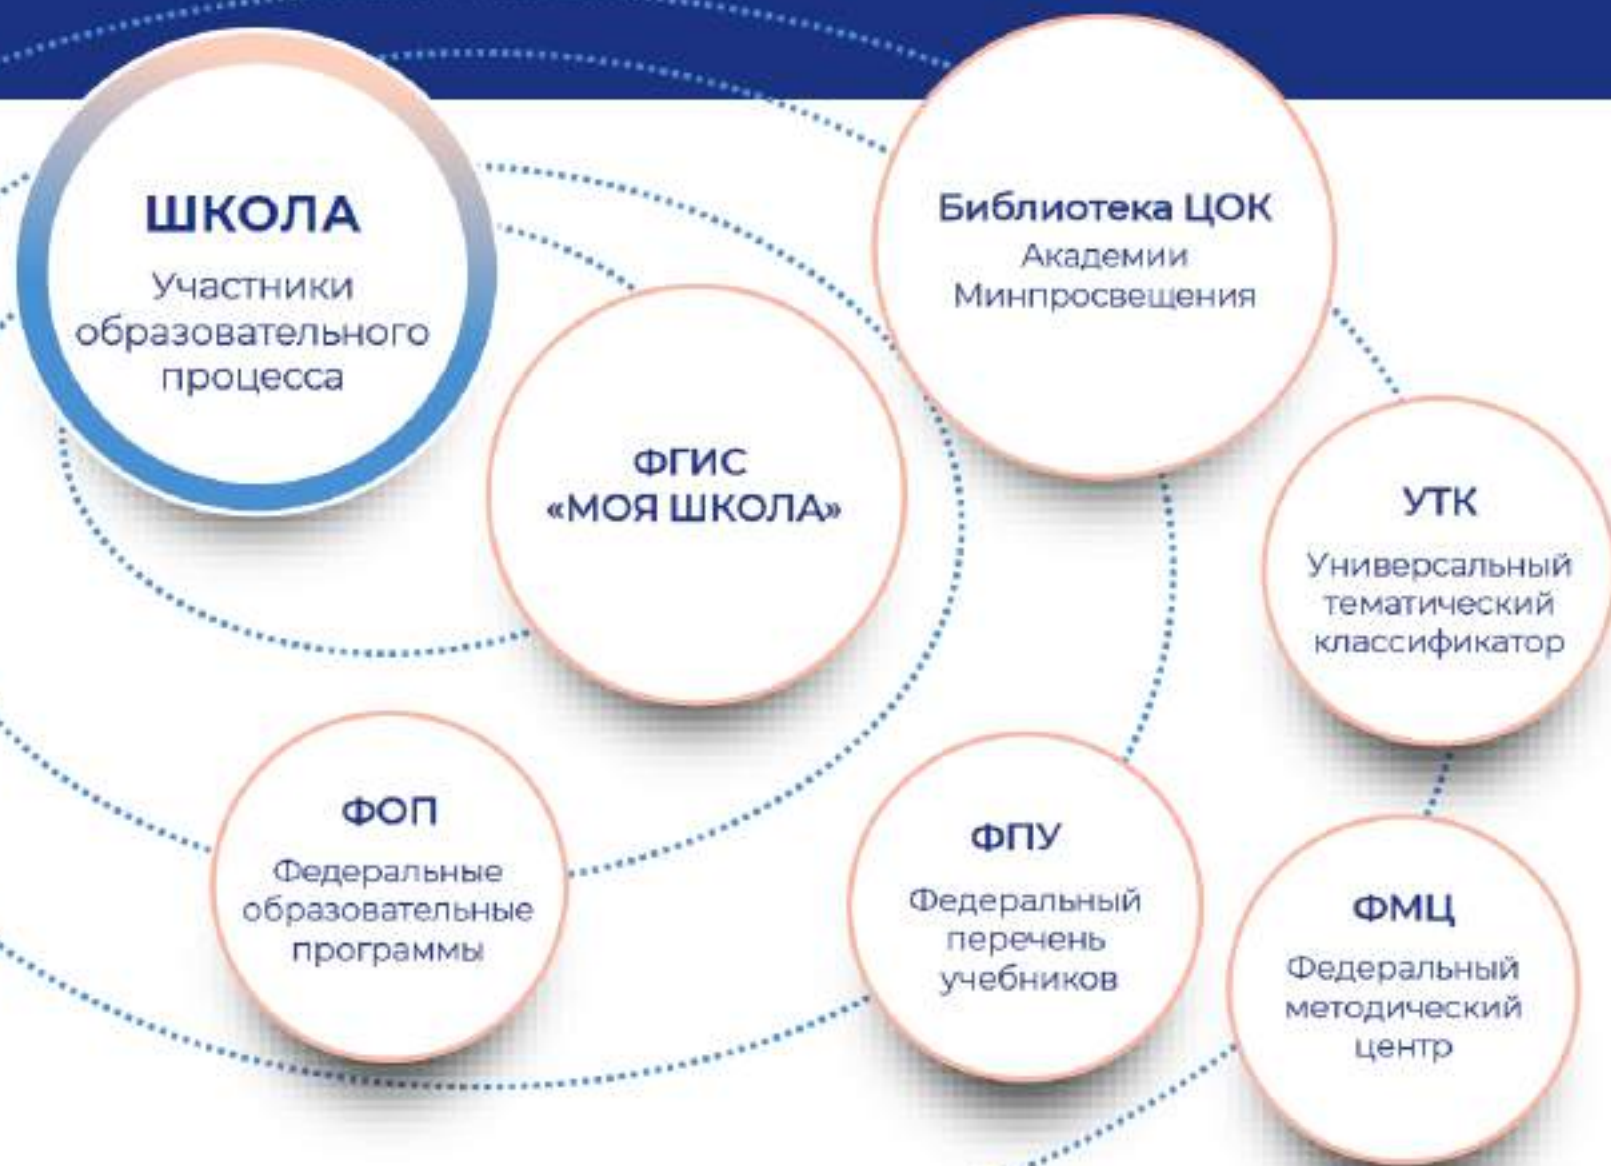 ШКОЛА
Участники
образовательного
процесса
Библиотека ЦОК
Академии
Минпросвещения
ФГИС
«МОЯ ШКОЛА»
УТК
Универсальный
тематический
классификатор
ФОП
Федеральные
образовательные
программы
ФПУ
Федеральный
перечень
учебников
ФМЦ
Федеральный
методический
центр